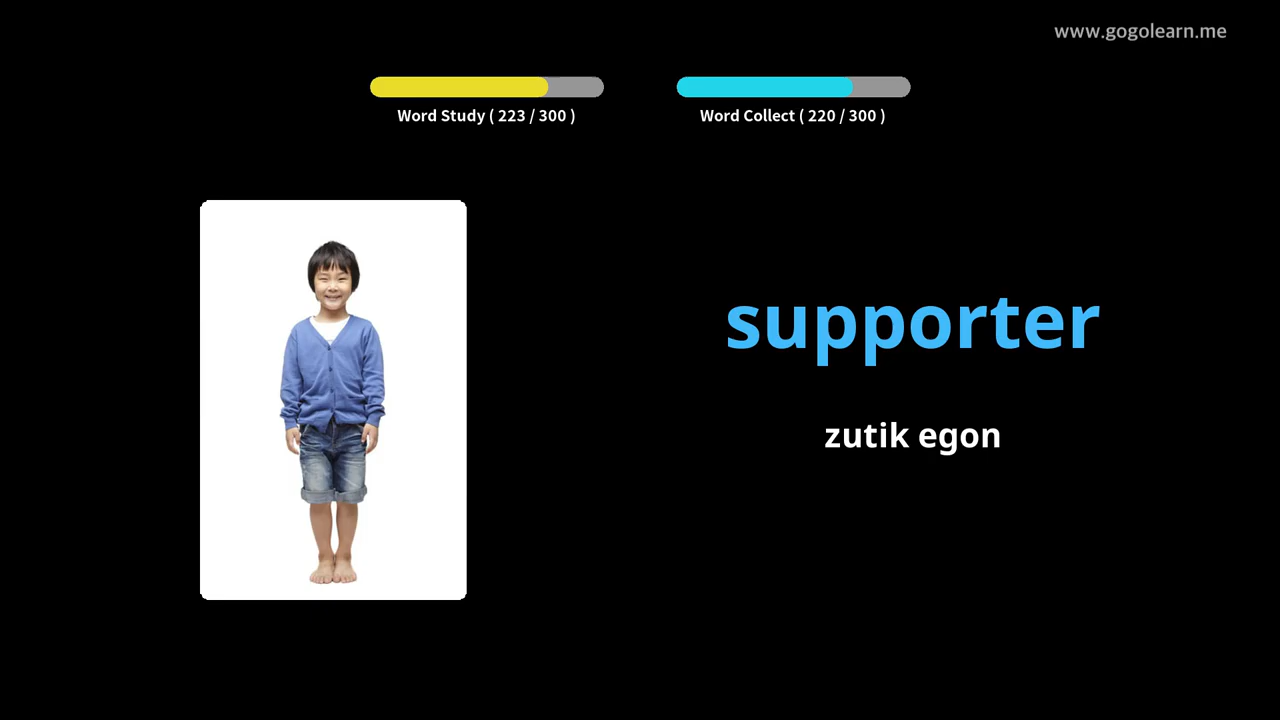 www.gogolearn.me
Word Study ( 223 / 300 )
Word Collect ( 220 / 300 )
supporter
zutik egon